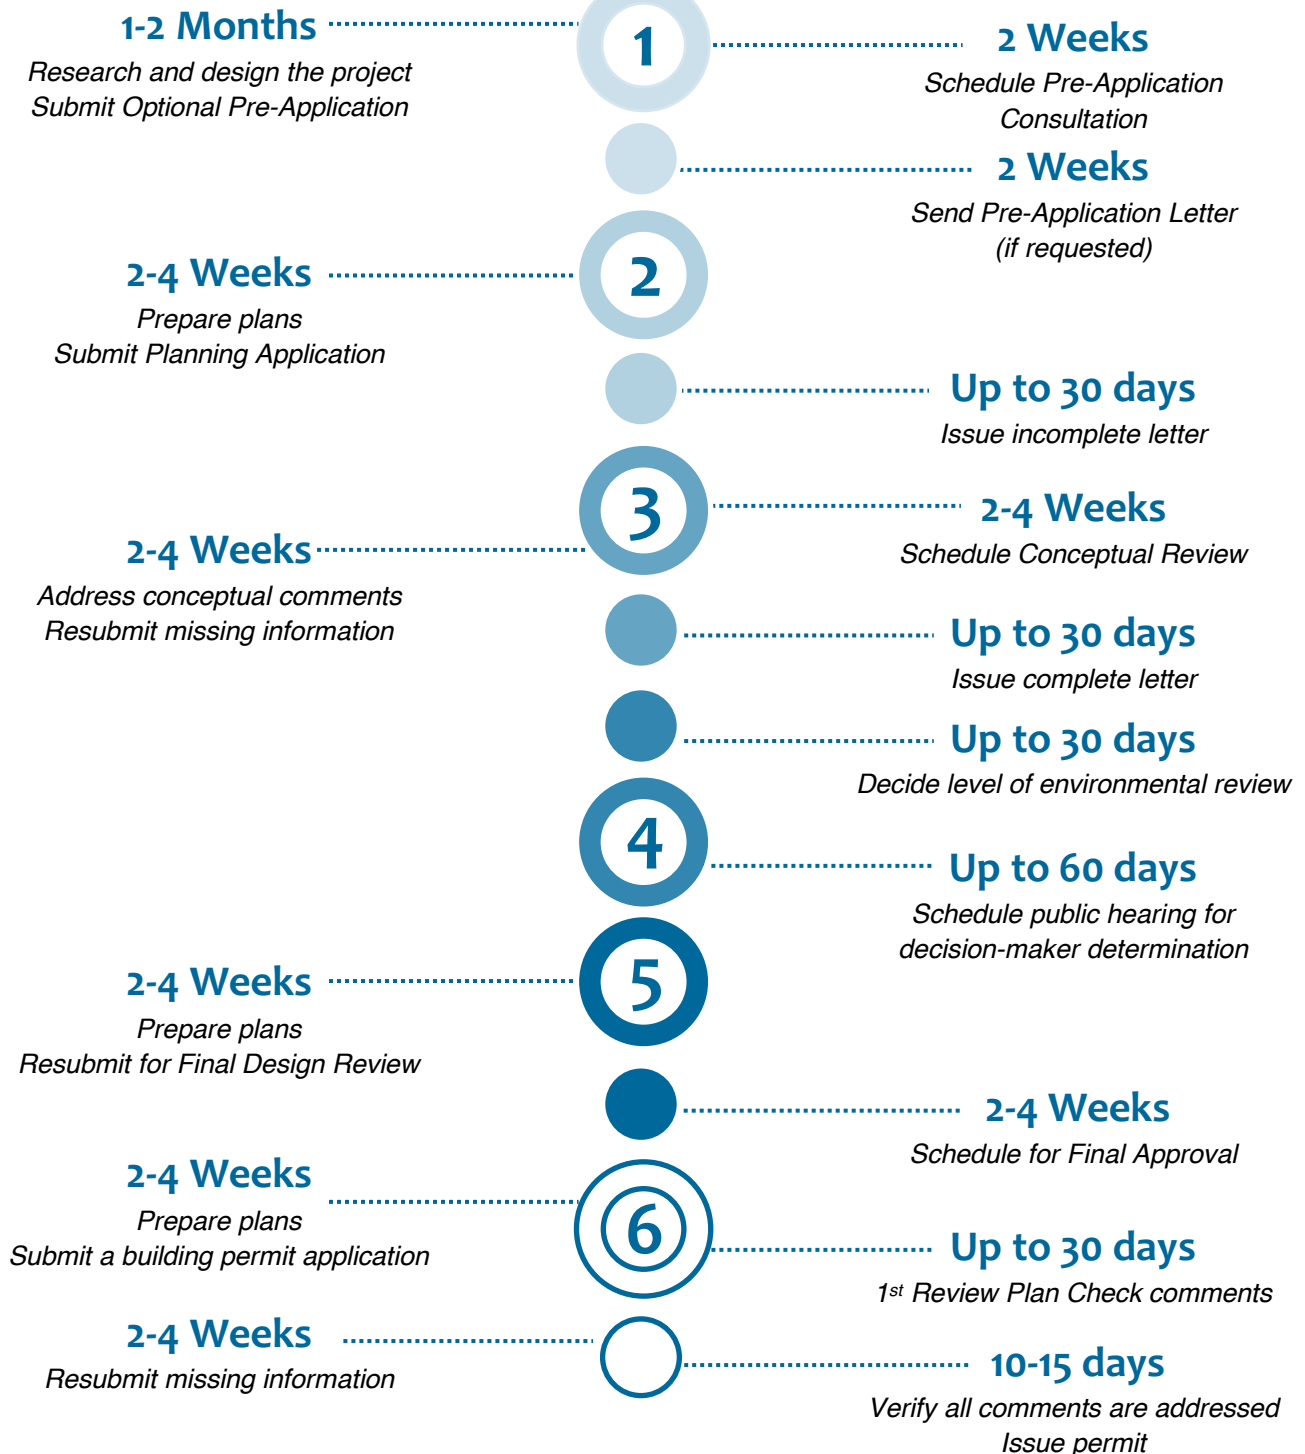 1-2 Months
Research and design the project
Submit Optional Pre-Application
1
2 Weeks
Schedule Pre-Application
Consultation
2 Weeks
Send Pre-Application Letter
(if requested)
2
2-4 Weeks
Prepare plans
Submit Planning Application
Up to 30 days
Issue incomplete letter
3
2-4 Weeks
Schedule Conceptual Review
2-4 Weeks
Address conceptual comments
Resubmit missing information
Up to 30 days
Issue complete letter
Up to 30 days
Decide level of environmental review
4
Up to 60 days
Schedule public hearing for
decision-maker determination
5
2-4 Weeks
Prepare plans
Resubmit for Final Design Review
2-4 Weeks
Schedule for Final Approval
2-4 Weeks
Prepare plans
Submit a building permit application
6
Up to 30 days
1st Review Plan Check comments
2-4 Weeks
Resubmit missing information
10-15 days
Verify all comments are addressed
Issue permit